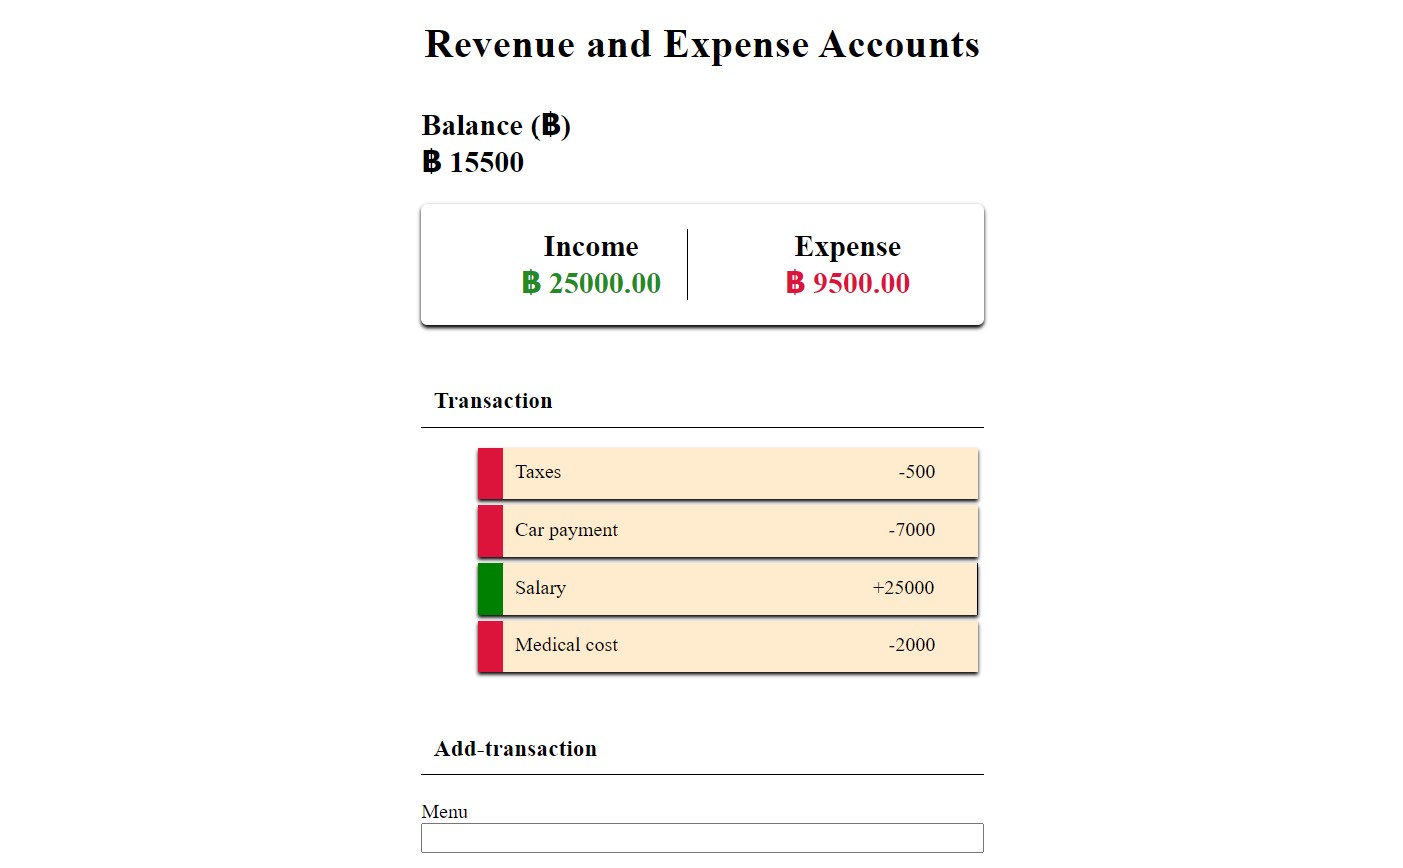 Revenue and Expense Accounts
Balance (฿)
฿ 15500
Income
฿ 25000.00
Expense
฿ 9500.00
Transaction
Taxes -500
Car payment -7000
Salary +25000
Medical cost -2000
Add-transaction
Menu